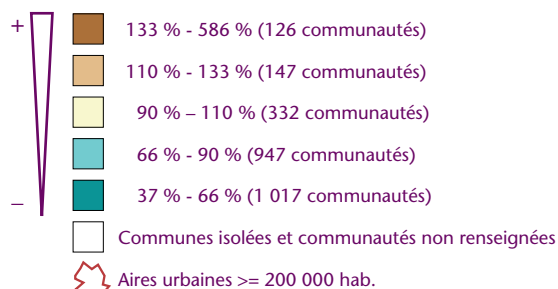 +
133 % - 586 % (126 communautés)
110 % - 133 % (147 communautés)
90 % – 110 % (332 communautés)
66 % - 90 % (947 communautés)
37 % - 66 % (1 017 communautés)
–
Communes isolées et communautés non renseignées
Aires urbaines >= 200 000 hab.